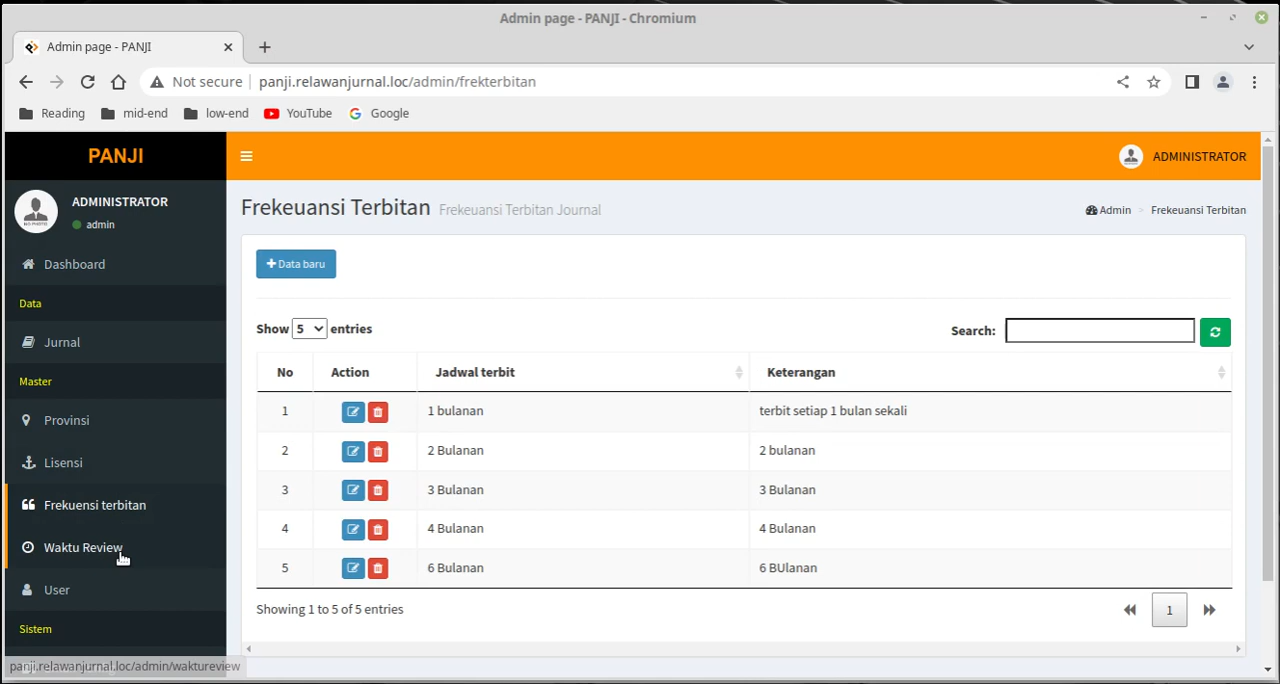 Admin page - PANJI - Chromium
Admin page - PANJI
Not secure panji.relawanjurnal.loc/admin/frekterbitan
Reading mid-end low-end YouTube Google
PANJI
ADMINISTRATOR
ADMINISTRATOR
admin
Dashboard
Data
Jurnal
Master
Provinsi
Lisensi
Frekuensi terbitan
Waktu Review
User
Sistem
Frekeuansi Terbitan Frekeuansi Terbitan Journal
Admin > Frekeuansi Terbitan
+ Data baru
Show 5 entries
Search:
No Action Jadwal terbit Keterangan
1 1 bulanan terbit setiap 1 bulan sekali
2 2 Bulanan 2 bulanan
3 3 Bulanan 3 Bulanan
4 4 Bulanan 4 Bulanan
5 6 Bulanan 6 BUlanan
Showing 1 to 5 of 5 entries
1
panji.relawanjurnal.loc/admin/waktureview